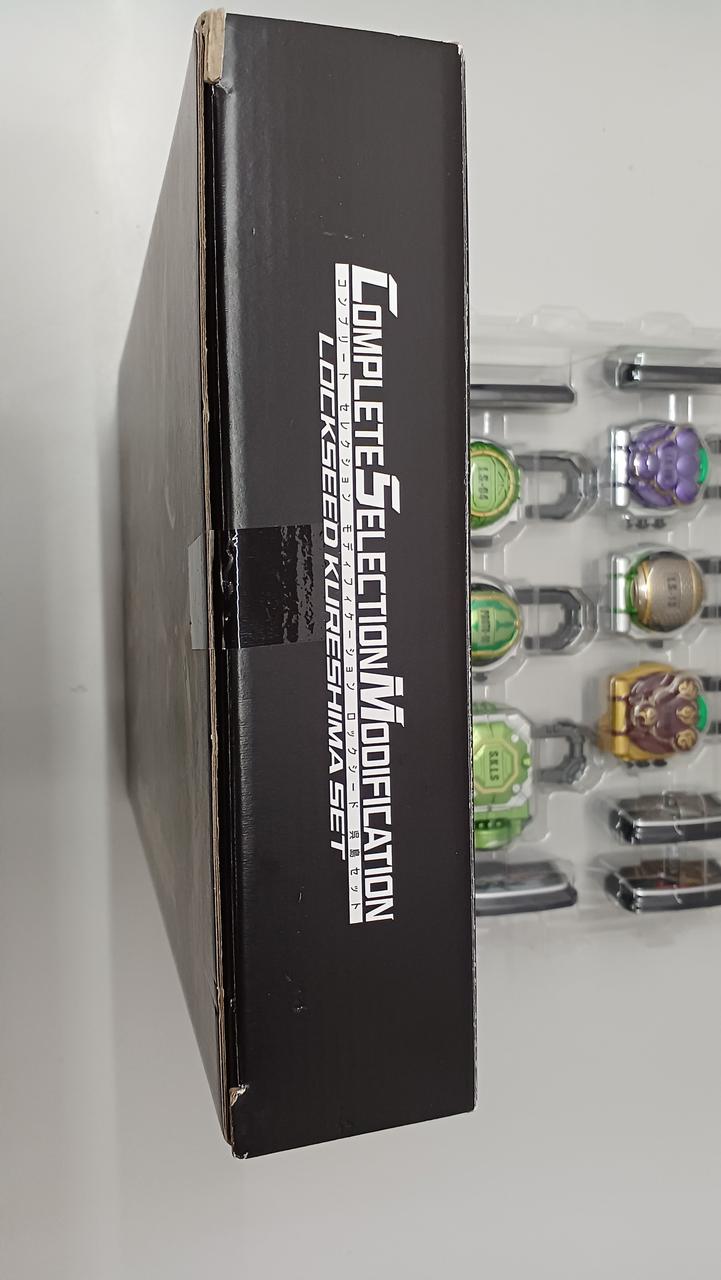 COMPLETE SELECTION MODIFICATION
コンプリート セレクション モディフィケーション ロックシード 呉島セット
LOCKSEED KURESHIMA SET
LS-04
S.K.L.S